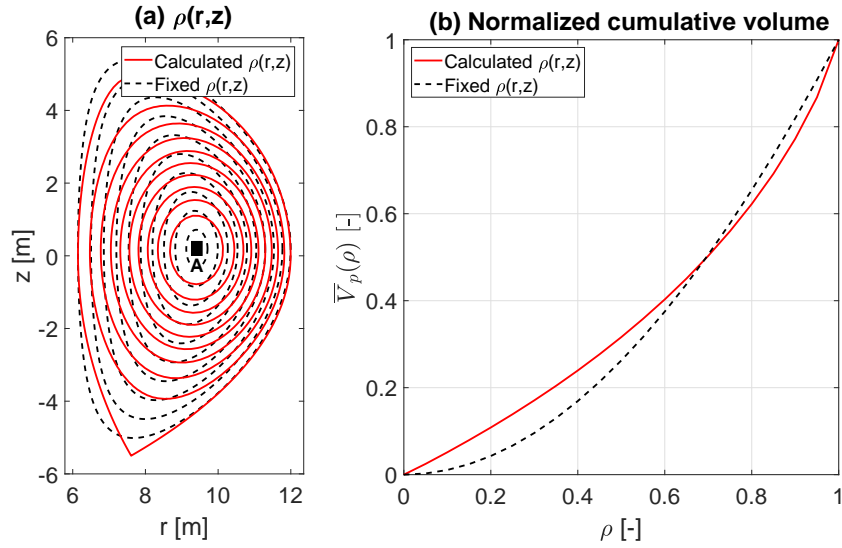 (a) ρ(r,z)
Calculated ρ(r,z)
Fixed ρ(r,z)
6
4
2
0
-2
-4
-6
z [m]
A'
6
8
10
12
r [m]
(b) Normalized cumulative volume
Calculated ρ(r,z)
Fixed ρ(r,z)
1
0.8
0.6
0.4
0.2
0
V̅p(ρ) [-]
0
0.2
0.4
0.6
0.8
1
ρ [-]